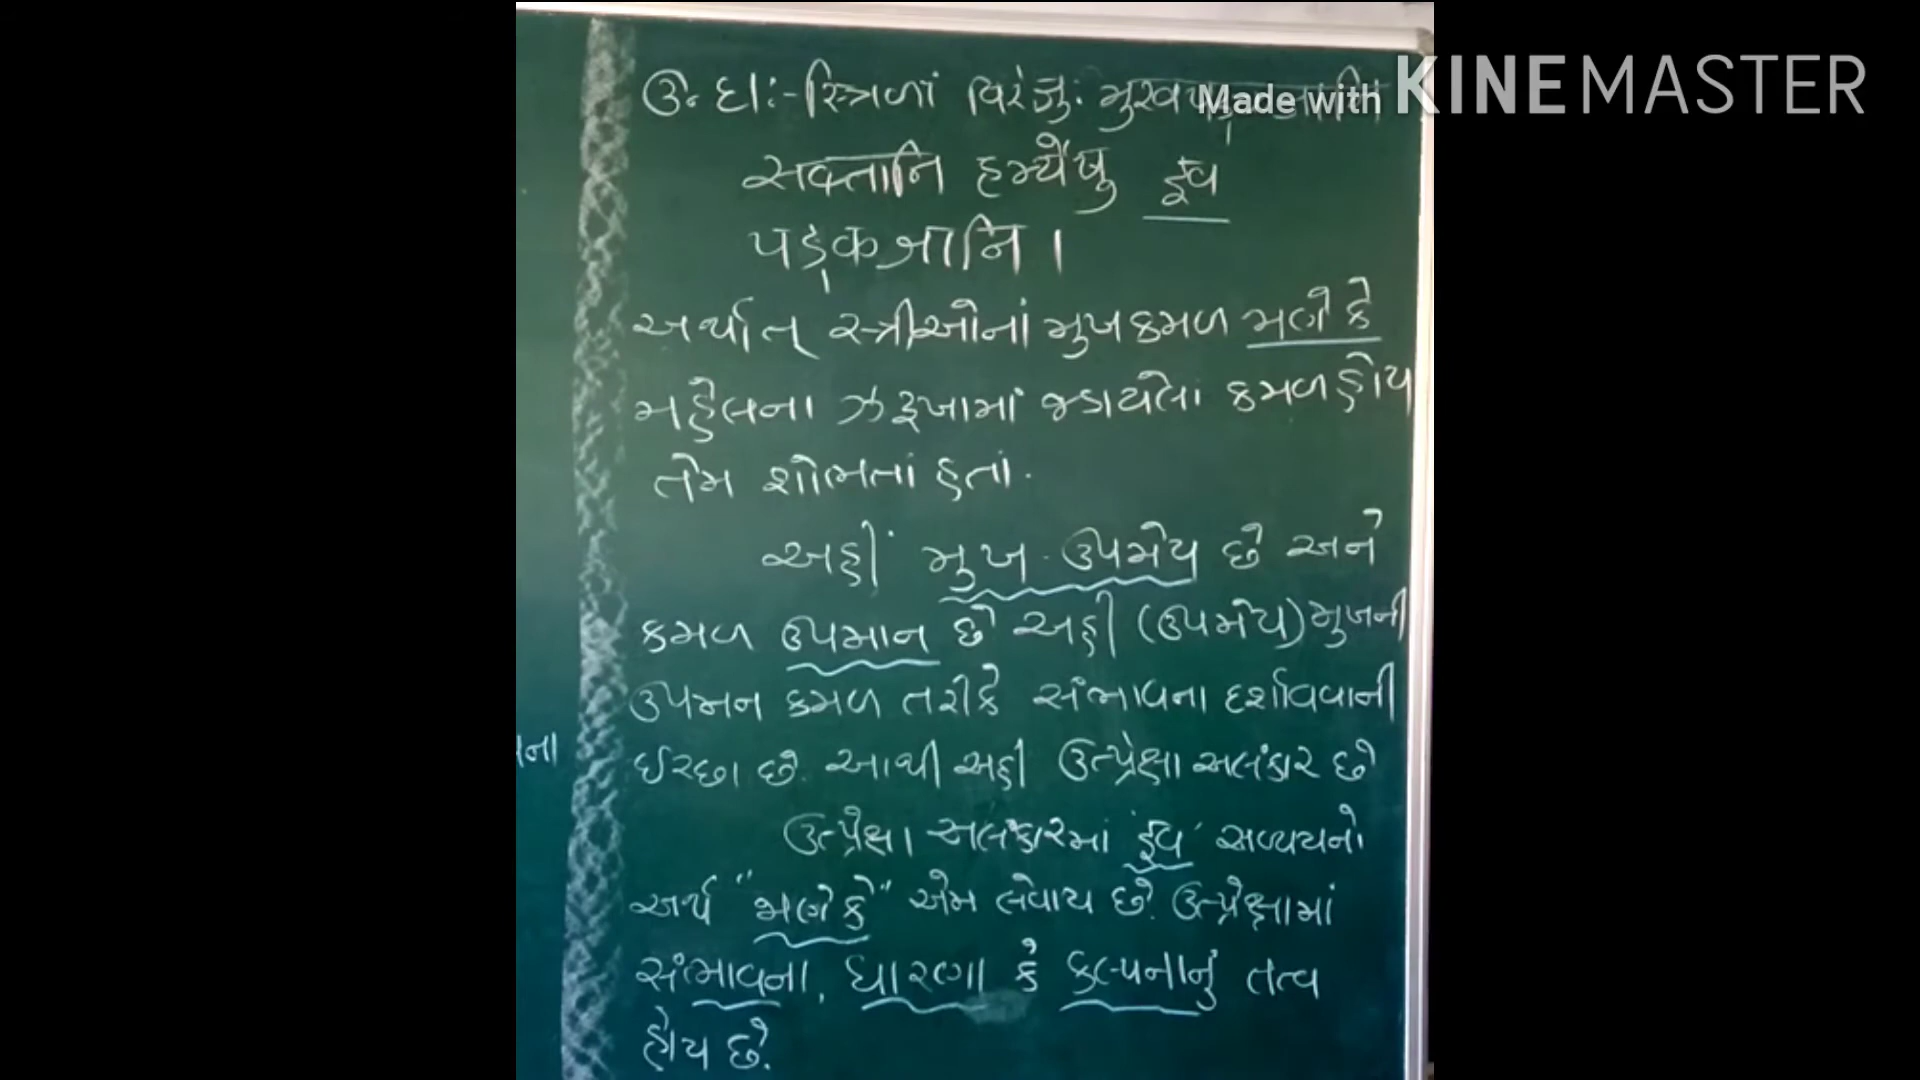 Made with KINEMASTER
ઉ.દા:- સ્ત્રિળાં વિરેજુઃ
સક્તાનિ હર્મ્યેષુ ઇવ
પઙ્કજાનિ ।
અર્થાત્ સ્ત્રીઓનાં મુખકમળ જાણે કે
મહેલના ઝરૂખામાં જડાયેલા કમળ હોય
તેમ શોભતાં હતાં.
અહીં મુખ ઉપમેય છે અને
કમળ ઉપમાન છે અહીં (ઉપમેય) મુખની
ઉપમાન કમળ તરીકે સંભાવના દર્શાવવાની
ઈચ્છા છે. આથી અહીં ઉત્પ્રેક્ષા અલંકાર છે
ઉત્પ્રેક્ષા અલંકારમાં 'ઇવ' અવ્યયનો
અર્થ "જાણે કે" એમ લેવાય છે. ઉત્પ્રેક્ષામાં
સંભાવના, ધારણા કે કલ્પનાનું તત્વ
હોય છે.